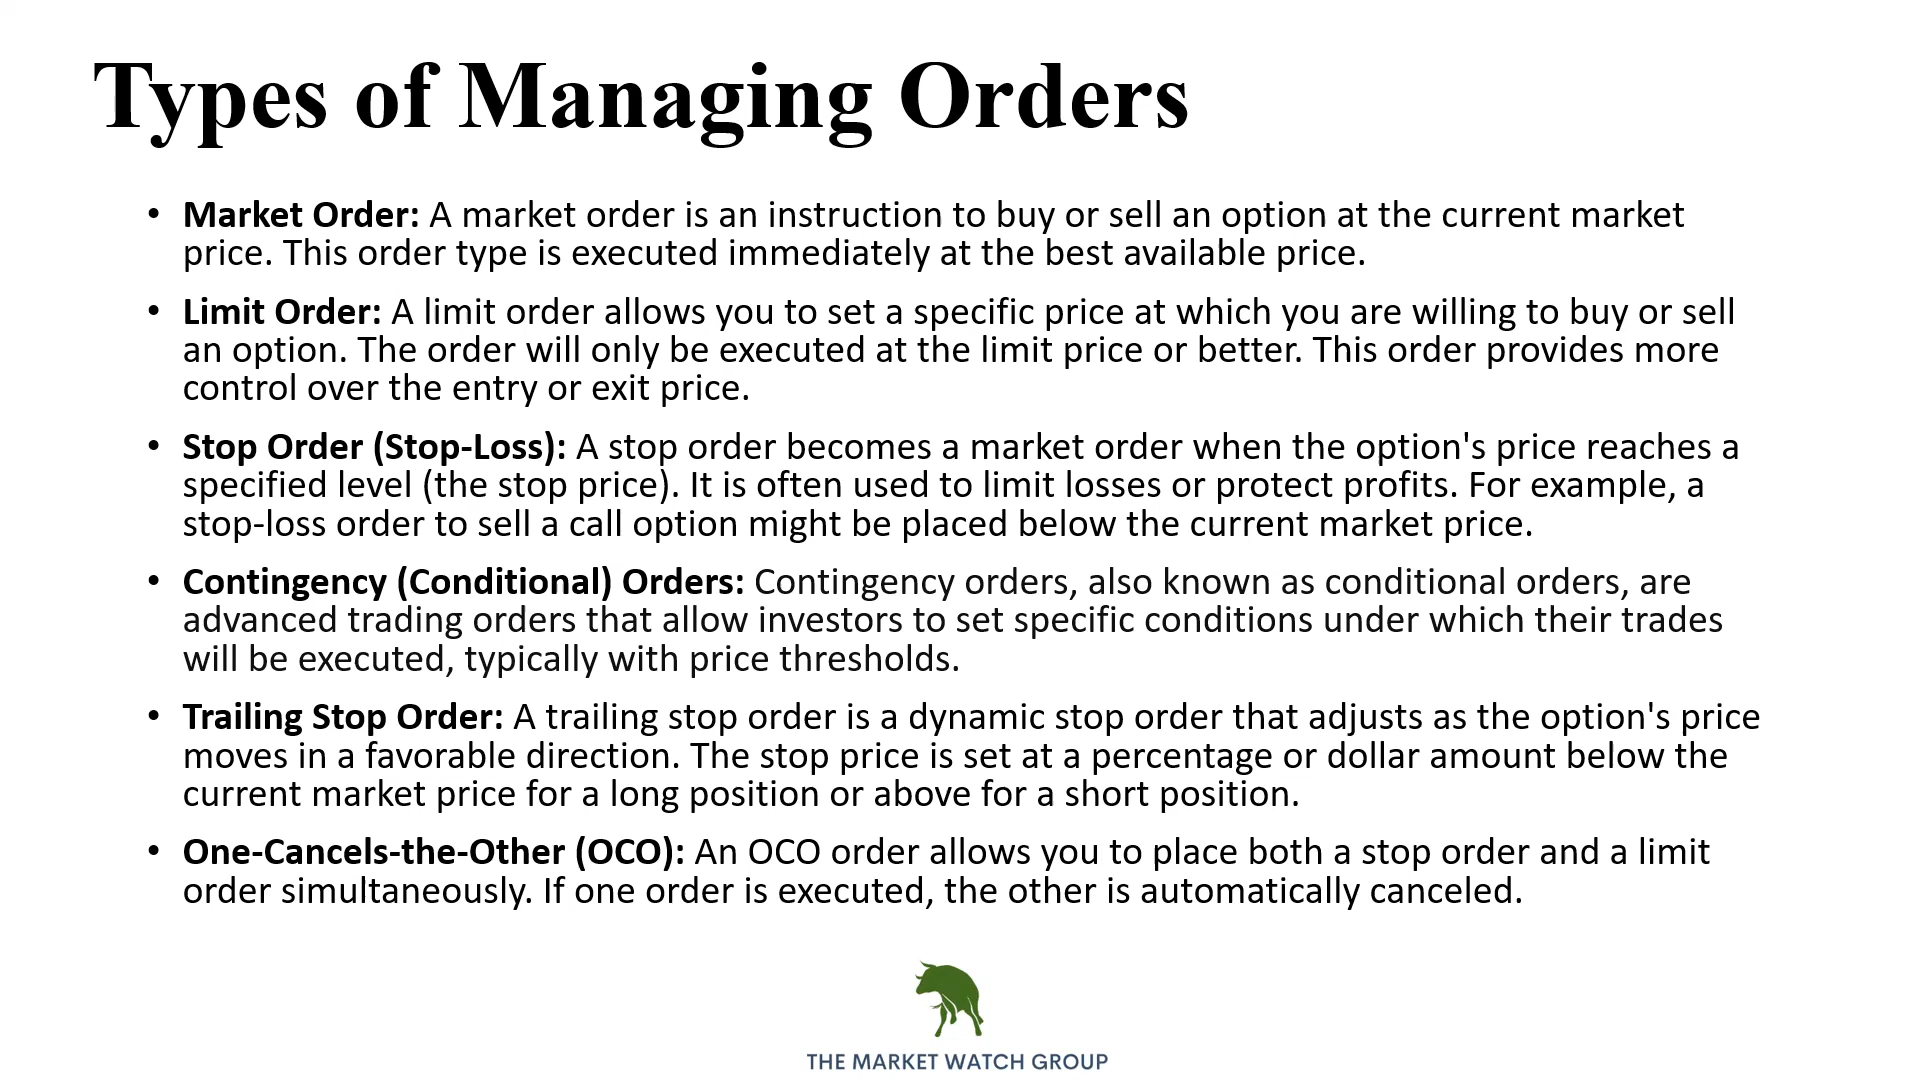 Types of Managing Orders
• Market Order: A market order is an instruction to buy or sell an option at the current market
price. This order type is executed immediately at the best available price.
• Limit Order: A limit order allows you to set a specific price at which you are willing to buy or sell
an option. The order will only be executed at the limit price or better. This order provides more
control over the entry or exit price.
• Stop Order (Stop-Loss): A stop order becomes a market order when the option's price reaches a
specified level (the stop price). It is often used to limit losses or protect profits. For example, a
stop-loss order to sell a call option might be placed below the current market price.
• Contingency (Conditional) Orders: Contingency orders, also known as conditional orders, are
advanced trading orders that allow investors to set specific conditions under which their trades
will be executed, typically with price thresholds.
• Trailing Stop Order: A trailing stop order is a dynamic stop order that adjusts as the option's price
moves in a favorable direction. The stop price is set at a percentage or dollar amount below the
current market price for a long position or above for a short position.
• One-Cancels-the-Other (OCO): An OCO order allows you to place both a stop order and a limit
order simultaneously. If one order is executed, the other is automatically canceled.
THE MARKET WATCH GROUP